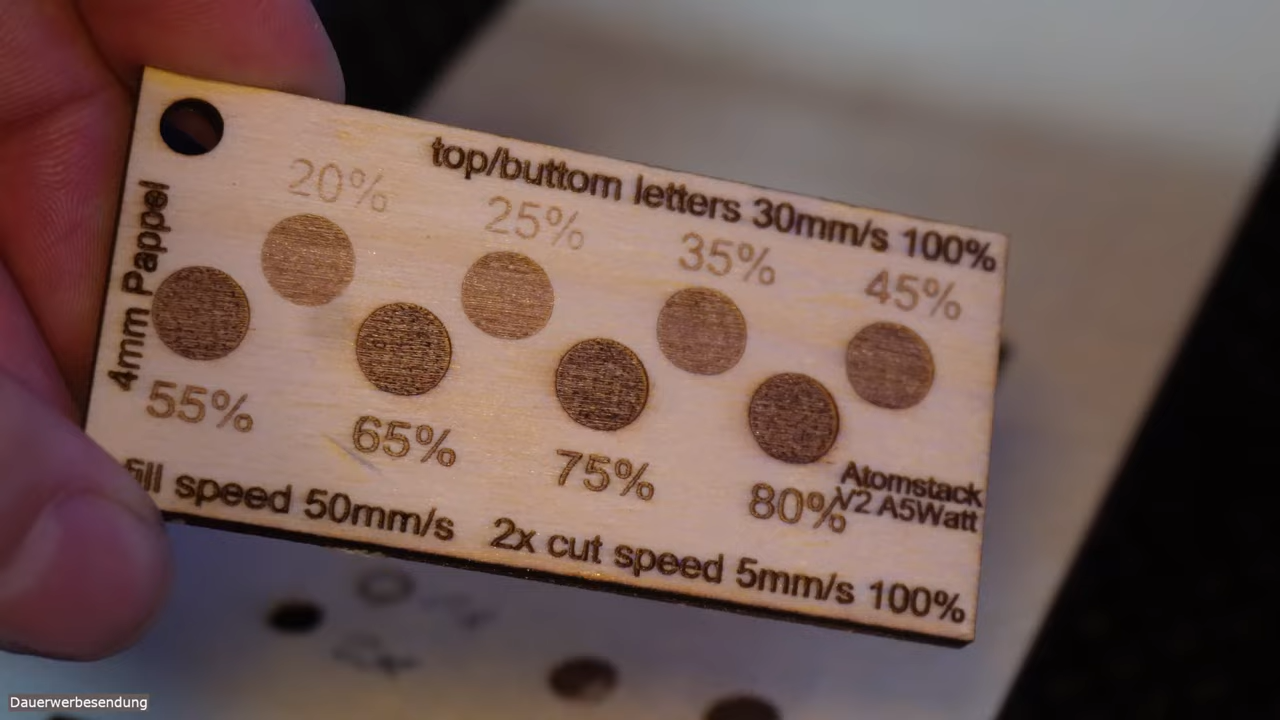 top/buttom letters 30mm/s 100%
20%
25%
35%
45%
4mm Pappel
55%
65%
75%
80%
Atomstack
V2 A5Watt
fill speed 50mm/s 2x cut speed 5mm/s 100%
Dauerwerbesendung